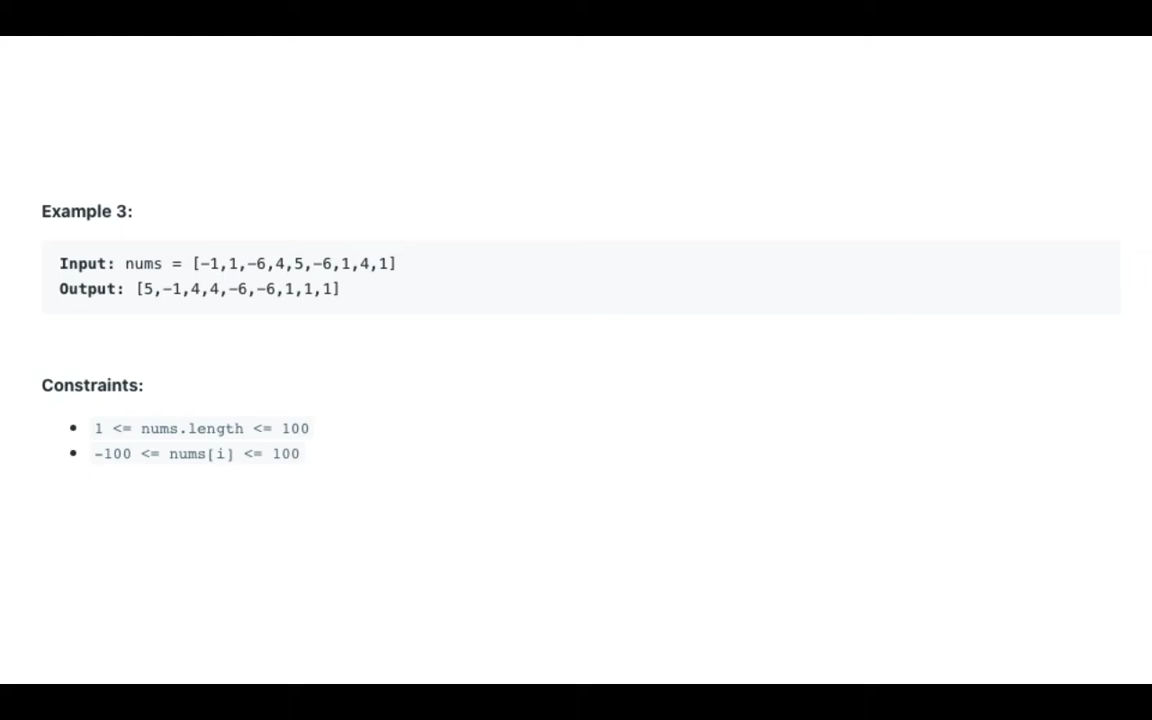 Example 3:
Input: nums = [-1,1,-6,4,5,-6,1,4,1]
Output: [5,-1,4,4,-6,-6,1,1,1]
Constraints:
• 1 <= nums.length <= 100
• -100 <= nums[i] <= 100